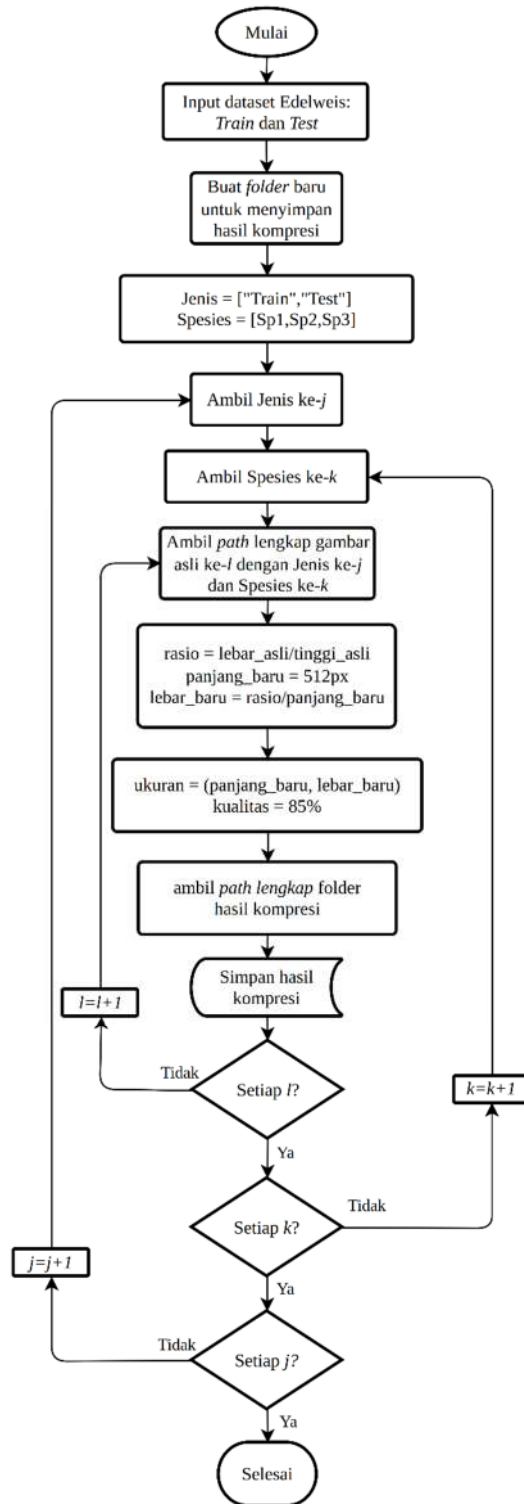 Mulai
Input dataset Edelweis:
Train dan Test
Buat folder baru
untuk menyimpan
hasil kompresi
Jenis = ["Train","Test"]
Spesies = [Sp1,Sp2,Sp3]
Ambil Jenis ke-j
Ambil Spesies ke-k
Ambil path lengkap gambar
asli ke-l dengan Jenis ke-j
dan Spesies ke-k
rasio = lebar_asli/tinggi_asli
panjang_baru = 512px
lebar_baru = rasio/panjang_baru
ukuran = (panjang_baru, lebar_baru)
kualitas = 85%
ambil path lengkap folder
hasil kompresi
Simpan hasil
kompresi
l=l+1
Tidak
Setiap l?
k=k+1
Ya
Tidak
Setiap k?
j=j+1
Ya
Tidak
Setiap j?
Ya
Selesai